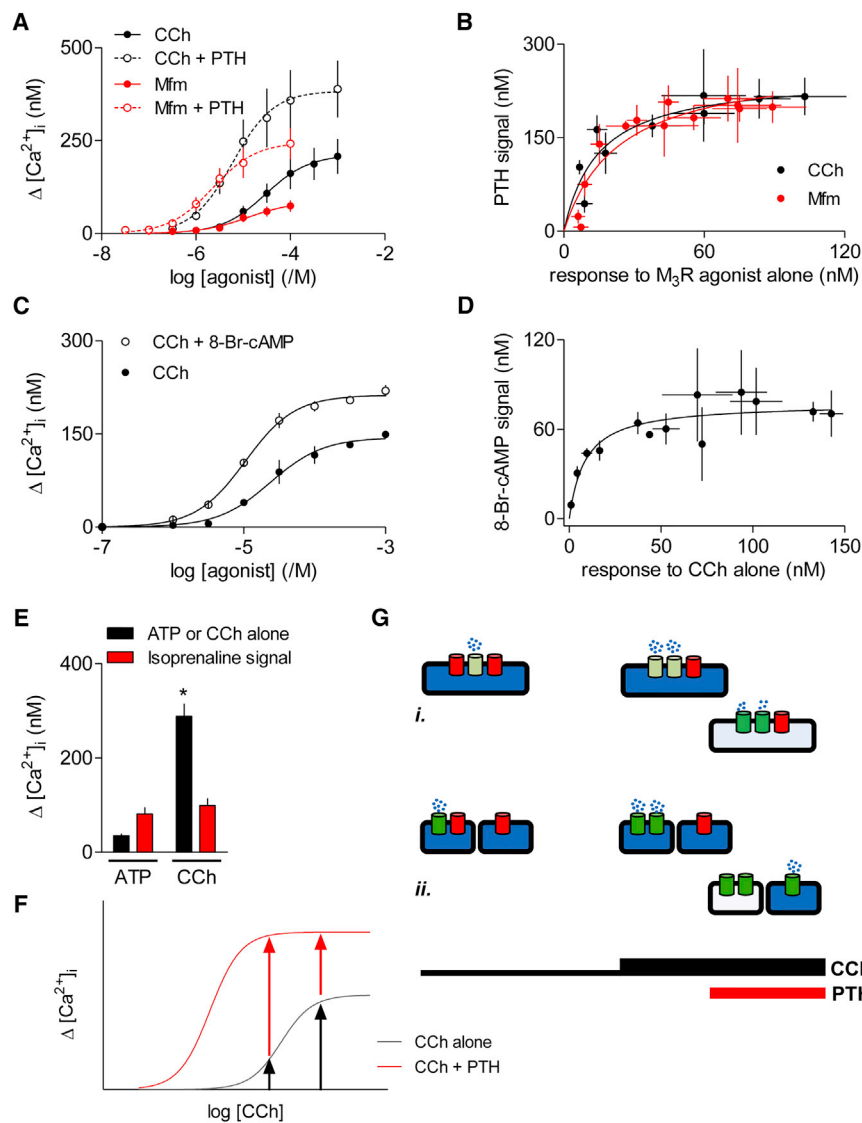 A
CCh
CCh + PTH
Mfm
Mfm + PTH
500
250
0
Δ [Ca²⁺]ᵢ (nM)
-8 -6 -4 -2
log [agonist] (/M)
B
300
150
0
PTH signal (nM)
CCh
Mfm
0 60 120
response to M₃R agonist alone (nM)
C
CCh + 8-Br-cAMP
CCh
300
150
0
Δ [Ca²⁺]ᵢ (nM)
-7 -5 -3
log [agonist] (/M)
D
120
60
0
8-Br-cAMP signal (nM)
0 50 100 150
response to CCh alone (nM)
E
ATP or CCh alone
Isoprenaline signal
400
200
0
Δ [Ca²⁺]ᵢ (nM)
*
ATP CCh
F
Δ [Ca²⁺]ᵢ
log [CCh]
CCh alone
CCh + PTH
G
i.
ii.
CCl
PTH